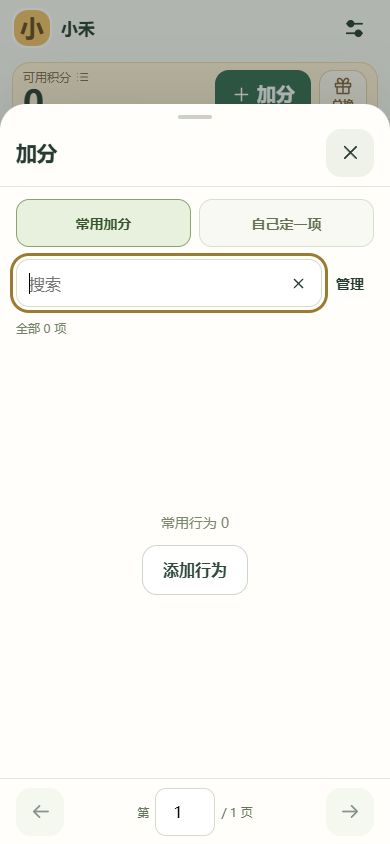 小 小禾
可用积分
0
加分
兑换
加分
常用加分 自己定一项
搜索 管理
全部 0 项
常用行为 0
添加行为
第 1 / 1 页